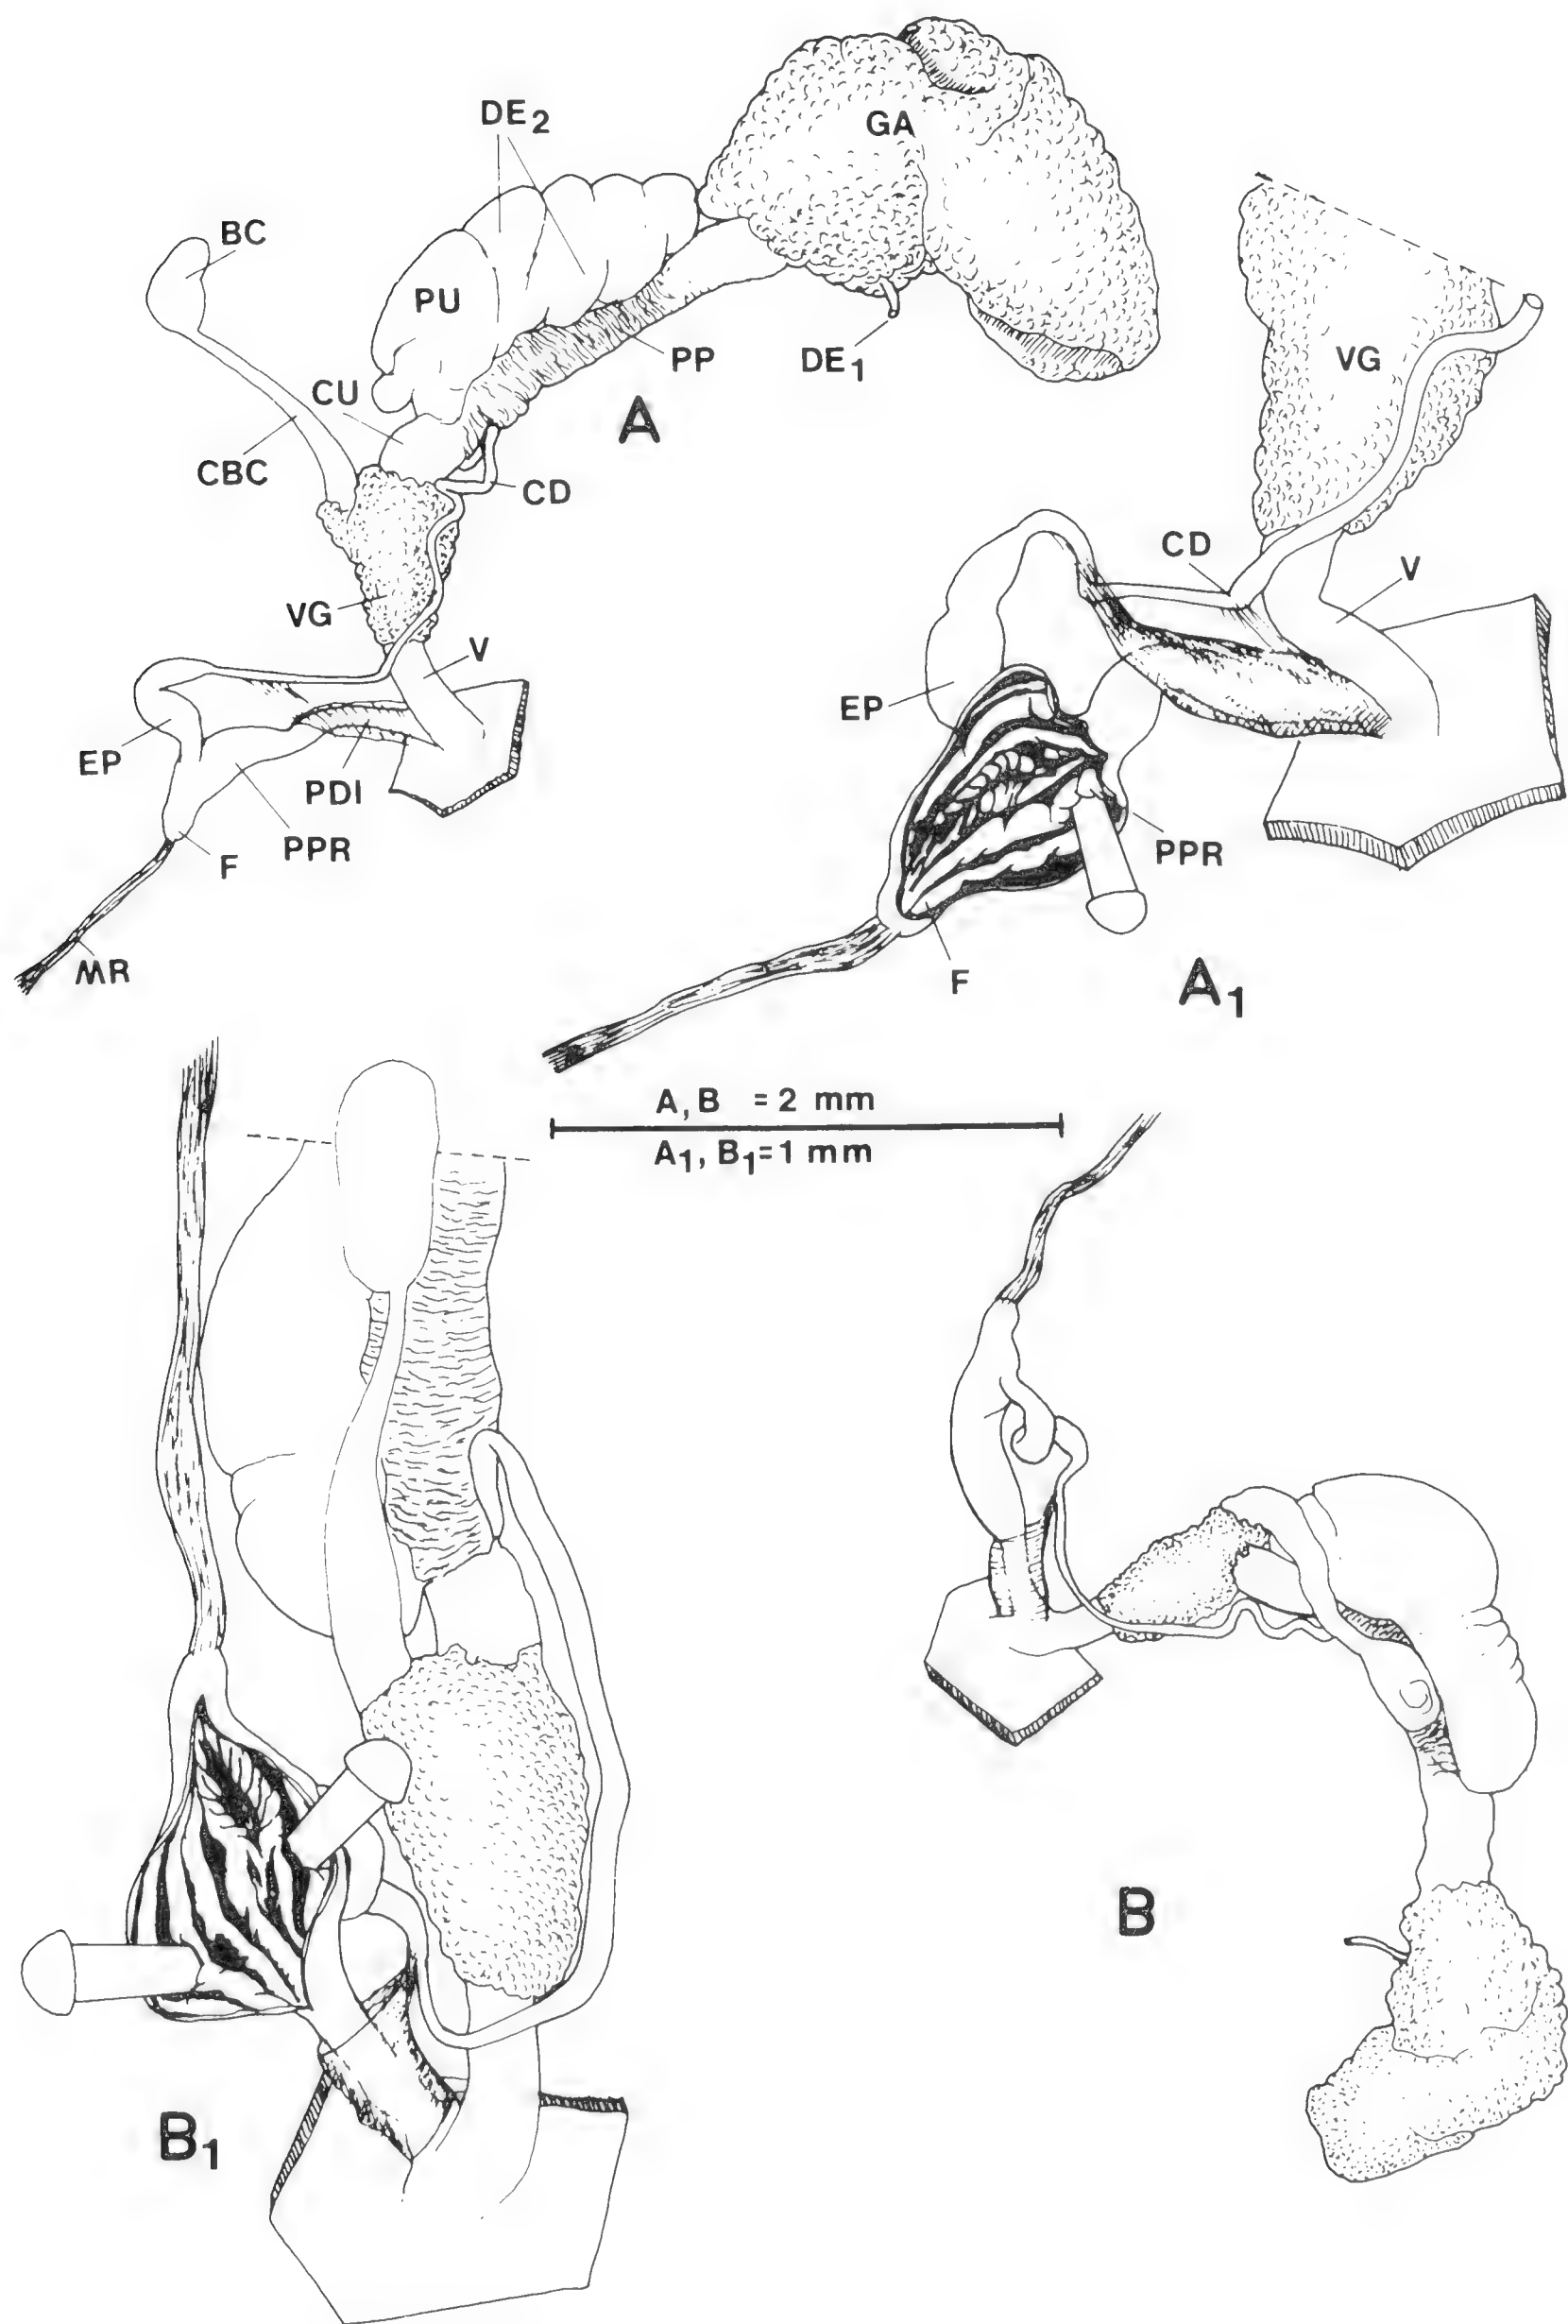 DE2
GA
BC
PU
PP
DE1
CU
A
CBC
CD
VG
V
EP
PDI
PPR
F
MR
VG
CD
V
EP
PPR
F
A1
A, B = 2 mm
A1, B1=1 mm
B
B1